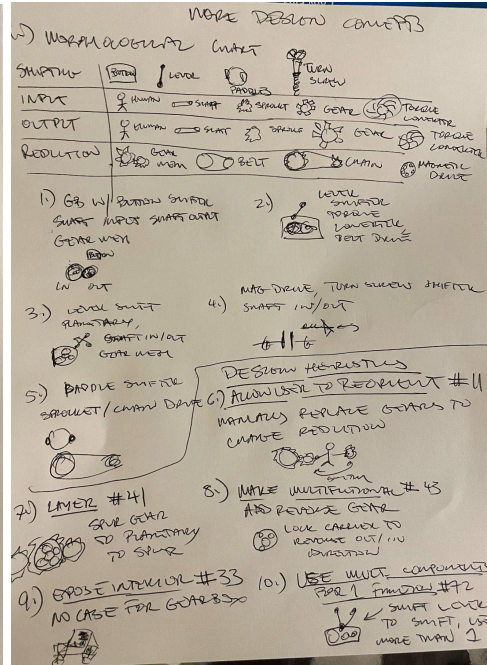 MORE DESIGN CONCEPTS
MORPHOLOGICAL CHART
SHIFTING BUTTON LEVER PADDLES TURN SCREW
INPUT HUMAN SHAFT SPROCKET GEAR TORQUE CONVERTER
OUTPUT HUMAN SHAFT SPROCKET GEAR TORQUE CONVERTER
REDUCTION GEAR MESH BELT CHAIN MAGNETIC DRIVE
1.) GB W/ BUTTON SHIFTER
SHAFT INPUT SHAFT OUTPUT
GEAR MESH
BUTTON
IN OUT
2.) LEVER
SHIFTER
TORQUE
CONVERTER
BELT DRIVE
3.) LEVER SHIFT
PLANETARY,
SHAFT IN/OUT
GEAR MESH
4.) MAG DRIVE, TURN SCREW SHIFTER
SHAFT IN/OUT
5.) PADDLE SHIFTER
SPROCKET/CHAIN DRIVE
DESIGN HEURISTICS
6.) ALLOW USER TO REORIENT #11
MANUALLY REPLACE GEARS TO
CHANGE REDUCTION
7.) LAYER #41
SPUR GEAR
TO PLANETARY
TO SPUR
8.) MAKE MULTIFUTIONAL #43
ADD REVERSE GEAR
LOCK CARRIER TO
REVERSE OUT/IN
DIRECTION
9.) EXPOSE INTERIOR #33
NO CASE FOR GEARBOX
10.) USE MULT. COMPONENTS
FOR 1 FUNCTION #72
SHIFT LEVER
TO SHIFT, USE
MORE THAN 1